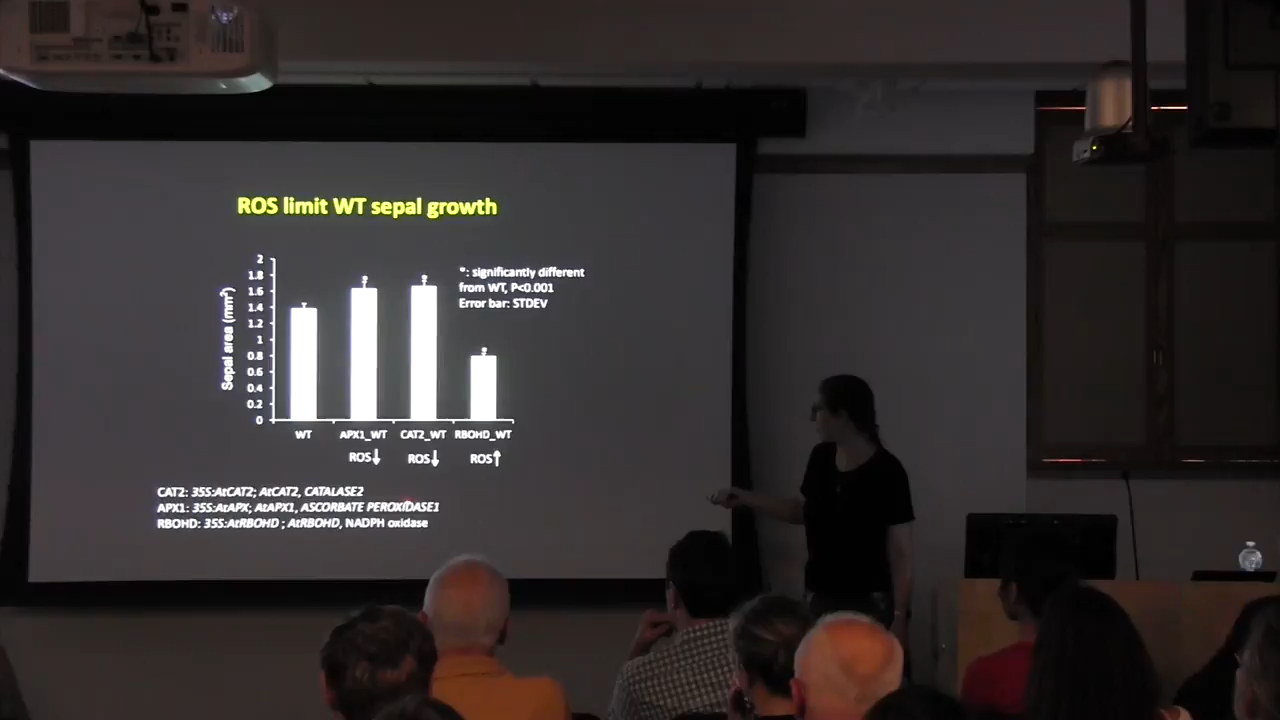 ROS limit WT sepal growth
2
1.8
1.6
1.4
1.2
1
0.8
0.6
0.4
0.2
0
Sepal area (mm²)
*: significantly different
from WT, P<0.001
Error bar: STDEV
* * *
WT APX1_WT CAT2_WT RBOHD_WT
ROS↓ ROS↓ ROS↑
CAT2: 35S:AtCAT2; AtCAT2, CATALASE2
APX1: 35S:AtAPX; AtAPX1, ASCORBATE PEROXIDASE1
RBOHD: 35S:AtRBOHD ; AtRBOHD, NADPH oxidase